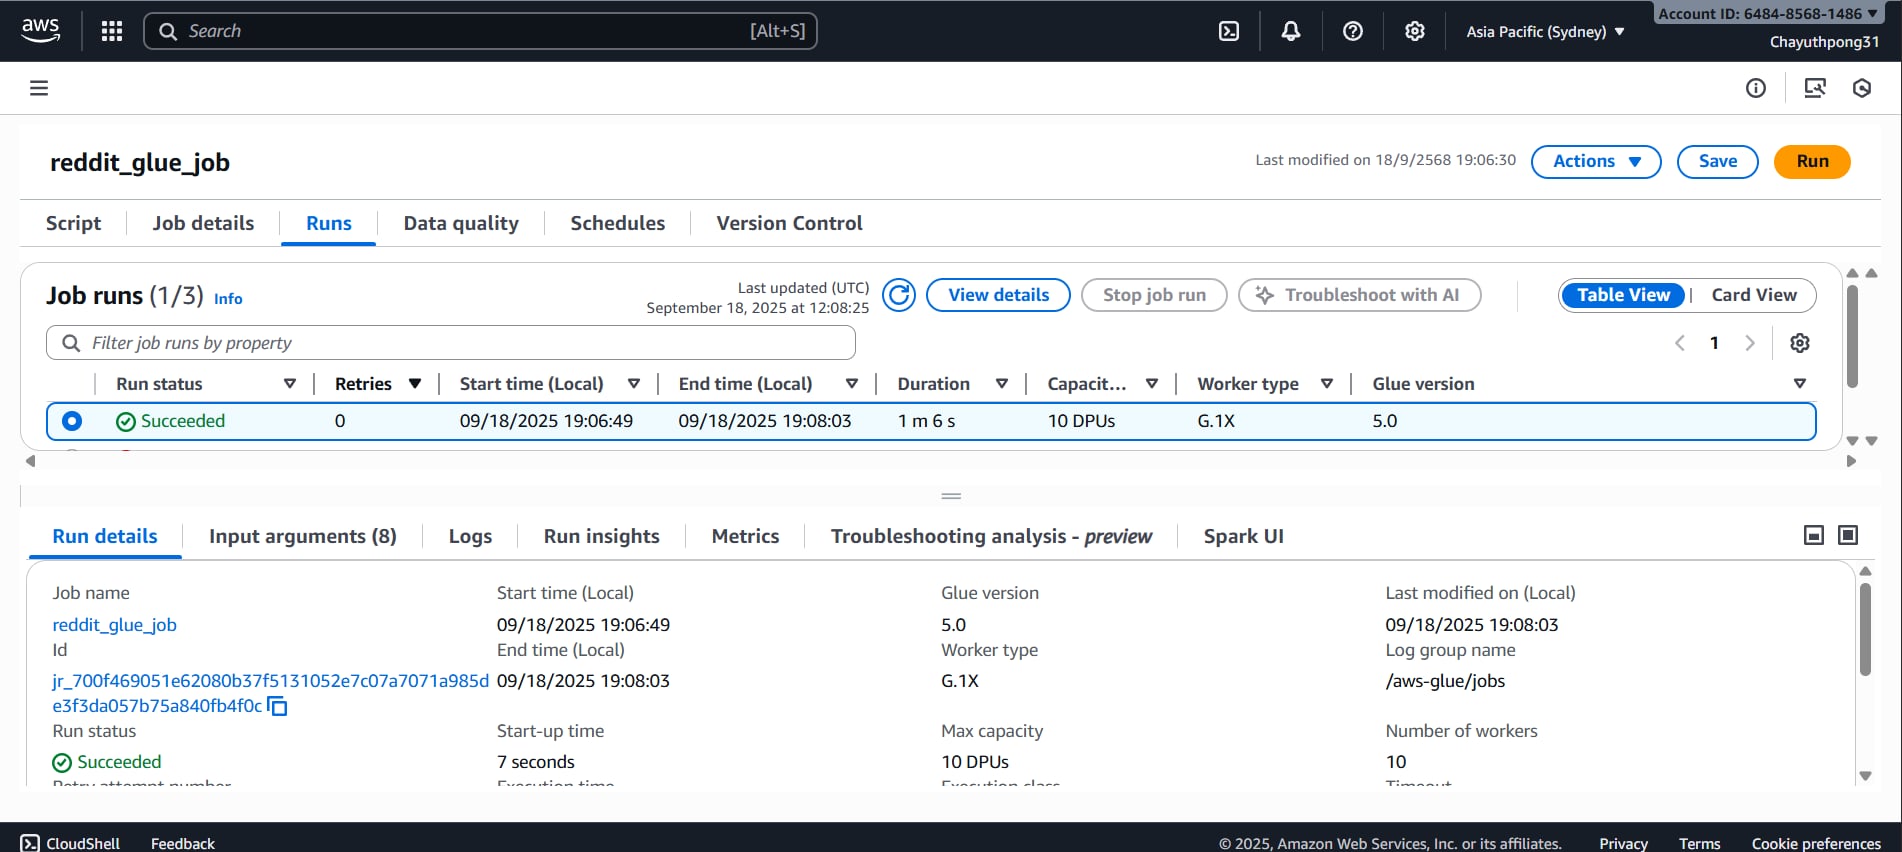 aws
Search [Alt+S]
Asia Pacific (Sydney)
Account ID: 6484-8568-1486
Chayuthpong31
reddit_glue_job
Last modified on 18/9/2568 19:06:30
Actions
Save
Run
Script
Job details
Runs
Data quality
Schedules
Version Control
Job runs (1/3) Info
Last updated (UTC)
September 18, 2025 at 12:08:25
View details
Stop job run
Troubleshoot with AI
Table View
Card View
Filter job runs by property
1
Run status Retries Start time (Local) End time (Local) Duration Capacit... Worker type Glue version
Succeeded 0 09/18/2025 19:06:49 09/18/2025 19:08:03 1 m 6 s 10 DPUs G.1X 5.0
Run details
Input arguments (8)
Logs
Run insights
Metrics
Troubleshooting analysis - preview
Spark UI
Job name
reddit_glue_job
Id
jr_700f469051e62080b37f5131052e7c07a7071a985d
e3f3da057b75a840fb4f0c
Run status
Succeeded
Retry attempt number
Start time (Local)
09/18/2025 19:06:49
End time (Local)
09/18/2025 19:08:03
Start-up time
7 seconds
Execution time
Glue version
5.0
Worker type
G.1X
Max capacity
10 DPUs
Execution class
Last modified on (Local)
09/18/2025 19:08:03
Log group name
/aws-glue/jobs
Number of workers
10
Timeout
CloudShell
Feedback
© 2025, Amazon Web Services, Inc. or its affiliates.
Privacy
Terms
Cookie preferences